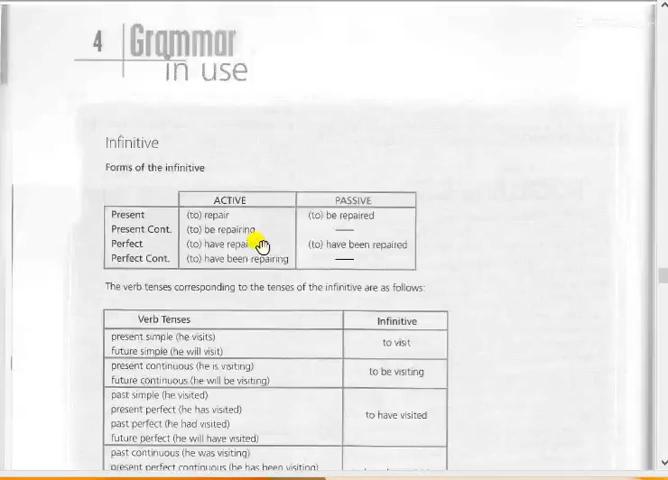 4 Grammar
in use
Infinitive
Forms of the infinitive
ACTIVE PASSIVE
Present (to) repair (to) be repaired
Present Cont. (to) be repairing —
Perfect (to) have repai (to) have been repaired
Perfect Cont. (to) have been repairing —
The verb tenses corresponding to the tenses of the infinitive are as follows:
Verb Tenses Infinitive
present simple (he visits)
future simple (he will visit)
to visit
present continuous (he is visiting)
future continuous (he will be visiting)
to be visiting
past simple (he visited)
present perfect (he has visited)
past perfect (he had visited)
future perfect (he will have visited)
to have visited
past continuous (he was visiting)
present perfect continuous (he has been visiting)